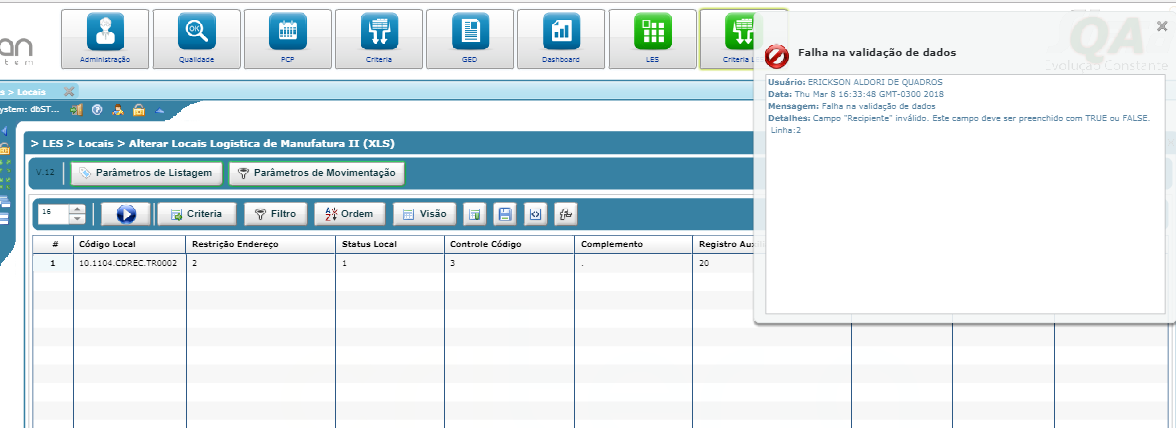 an
stem
Administração
Qualidade
PCP
Criteria
GED
Dashboard
LES
Criteria
QA
Evolução Constante
Falha na validação de dados
Usuário: ERICKSON ALDORI DE QUADROS
Data: Thu Mar 8 16:33:48 GMT-0300 2018
Mensagem: Falha na validação de dados
Detalhes: Campo "Recipiente" inválido. Este campo deve ser preenchido com TRUE ou FALSE.
Linha:2
s > Locais
ystem: dbST...
> LES > Locais > Alterar Locais Logística de Manufatura II (XLS)
V.12 Parâmetros de Listagem Parâmetros de Movimentação
16 Criteria Filtro Ordem Visão
# Código Local Restrição Endereço Status Local Controle Código Complemento Registro Auxi
1 10.1104.CDREC.TR0002 2 1 3 . 20